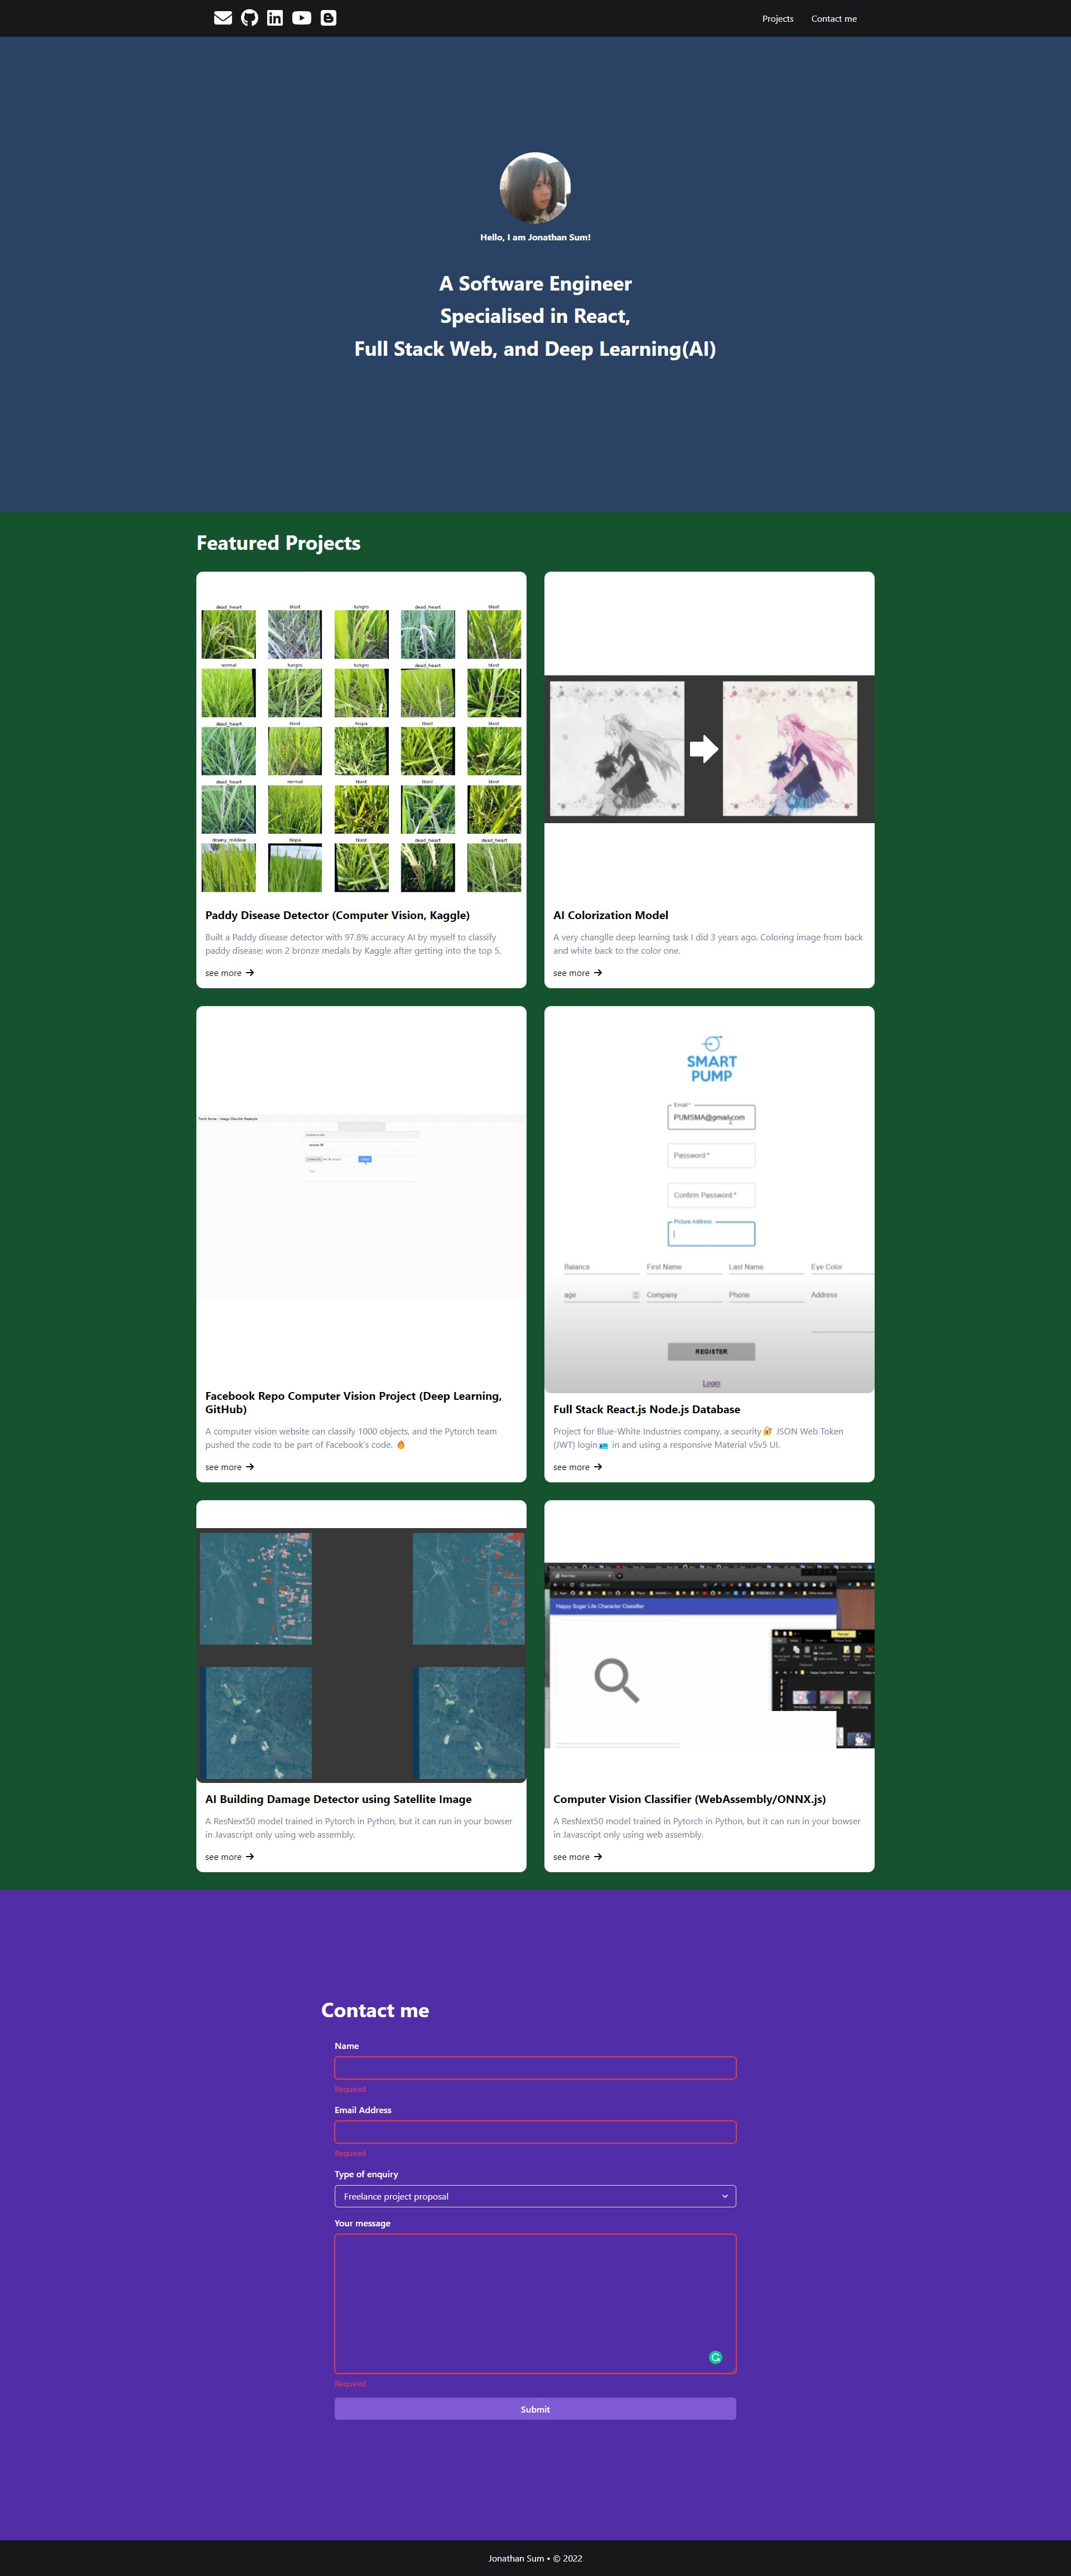 Projects
Contact me
Hello, I am Jonathan Sum!
A Software Engineer
Specialised in React,
Full Stack Web, and Deep Learning(AI)
Featured Projects
dead_heart blast tungro dead_heart blast
normal tungro tungro dead_heart blast
dead_heart blast hispa blast blast
dead_heart normal blast blast blast
downy_mildew hispa blast dead_heart dead_heart
Paddy Disease Detector (Computer Vision, Kaggle)
Built a Paddy disease detector with 97.8% accuracy AI by myself to classify
paddy disease; won 2 bronze medals by Kaggle after getting into the top 5.
see more
AI Colorization Model
A very changlle deep learning task I did 3 years ago. Coloring image from back
and white back to the color one.
see more
Torch Serve - Image Classifer Example
Facebook Repo Computer Vision Project (Deep Learning,
GitHub)
A computer vision website can classify 1000 objects, and the Pytorch team
pushed the code to be part of Facebook's code. 🔥
see more
SMART
PUMP
Email *
PUMSMA@gmail.com
Password *
Confirm Password *
Picture Address
Balance First Name Last Name Eye Color
age Company Phone Address
REGISTER
Login
Full Stack React.js Node.js Database
Project for Blue-White Industries company, a security🔐 JSON Web Token
(JWT) login🪪 in and using a responsive Material v5v5 UI.
see more
AI Building Damage Detector using Satellite Image
A ResNext50 model trained in Pytorch in Python, but it can run in your bowser
in Javascript only using web assembly.
see more
Happy Sugar Life Character Classifier
Computer Vision Classifier (WebAssembly/ONNX.js)
A ResNext50 model trained in Pytorch in Python, but it can run in your bowser
in Javascript only using web assembly.
see more
Contact me
Name
Required
Email Address
Required
Type of enquiry
Freelance project proposal
Your message
Required
Submit
Jonathan Sum • © 2022